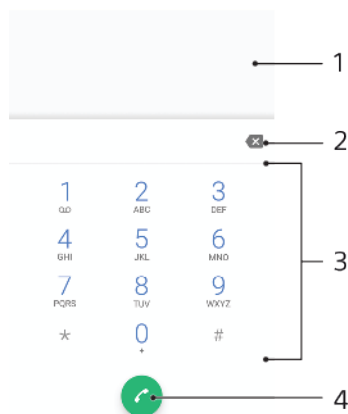 1
2
1 2 3
ABC DEF
4 5 6
GHI JKL MNO
3
7 8 9
PQRS TUV WXYZ
* 0 #
+
4